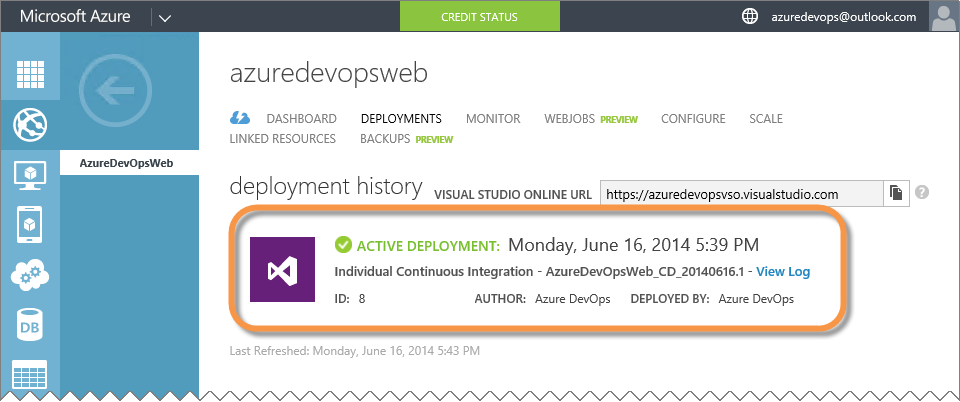 Microsoft Azure CREDIT STATUS azuredevops@outlook.com
azuredevopsweb
DASHBOARD DEPLOYMENTS MONITOR WEBJOBS PREVIEW CONFIGURE SCALE
LINKED RESOURCES BACKUPS PREVIEW
AzureDevOpsWeb
deployment history VISUAL STUDIO ONLINE URL https://azuredevopsvso.visualstudio.com ?
ACTIVE DEPLOYMENT: Monday, June 16, 2014 5:39 PM
Individual Continuous Integration - AzureDevOpsWeb_CD_20140616.1 - View Log
ID: 8 AUTHOR: Azure DevOps DEPLOYED BY: Azure DevOps
DB
Last Refreshed: Monday, June 16, 2014 5:43 PM